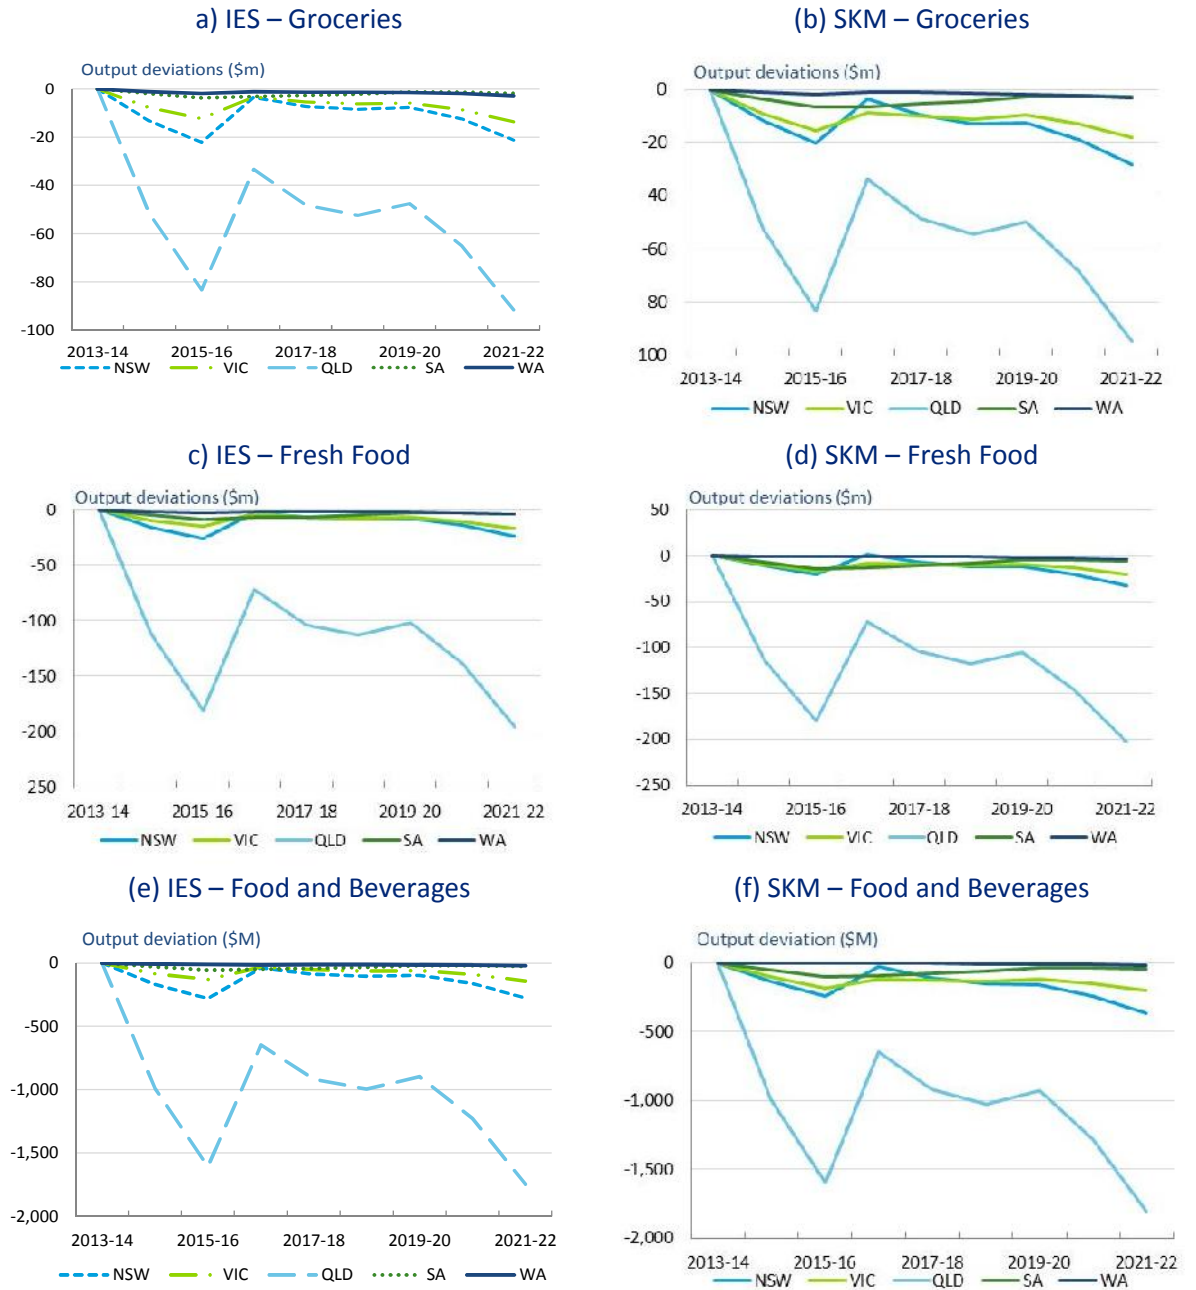 a) IES – Groceries
Output deviations ($m)
0
-20
-40
-60
-80
-100
2013-14 2015-16 2017-18 2019-20 2021-22
NSW VIC QLD SA WA
(b) SKM – Groceries
Output deviations ($m)
0
-20
-40
-60
80
100
2013-14 2015-16 2017-18 2019-20 2021-22
NSW VIC QLD SA WA
c) IES – Fresh Food
Output deviations ($m)
0
-50
-100
-150
-200
250
2013-14 2015-16 2017-18 2019-20 2021-22
NSW VIC QLD SA WA
(d) SKM – Fresh Food
Output deviations ($m)
50
0
-50
-100
-150
-200
-250
2013-14 2015-16 2017-18 2019-20 2021-22
NSW VIC QLD SA WA
(e) IES – Food and Beverages
Output deviation ($M)
0
-500
-1,000
-1,500
-2,000
2013-14 2015-16 2017-18 2019-20 2021-22
NSW VIC QLD SA WA
(f) SKM – Food and Beverages
Output deviation ($M)
0
-500
-1,000
-1,500
-2,000
2013-14 2015-16 2017-18 2019-20 2021-22
NSW VIC QLD SA WA